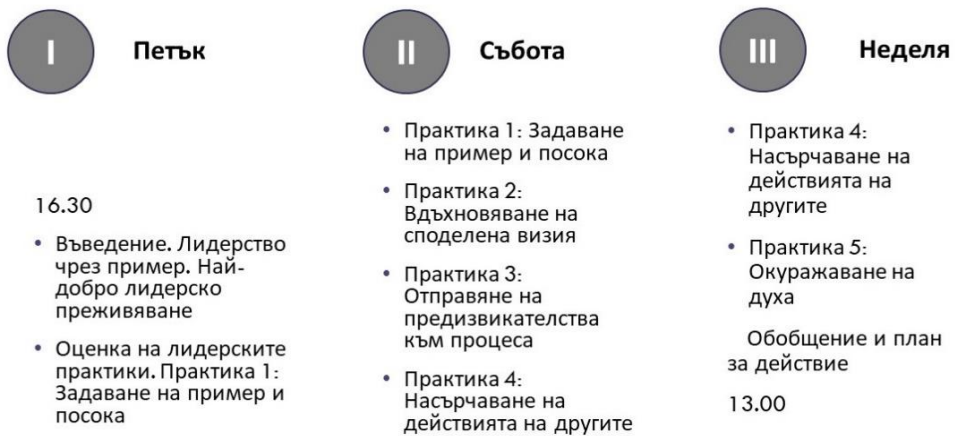 I
Петък
16.30
• Въведение. Лидерство
чрез пример. Най-
добро лидерско
преживяване
• Оценка на лидерските
практики. Практика 1:
Задаване на пример и
посока
II
Събота
• Практика 1: Задаване
на пример и посока
• Практика 2:
Вдъхновяване на
споделена визия
• Практика 3:
Отправяне на
предизвикателства
към процеса
• Практика 4:
Насърчаване на
действията на другите
III
Неделя
• Практика 4:
Насърчаване на
действията на
другите
• Практика 5:
Окуражаване на
духа
Обобщение и план
за действие
13.00